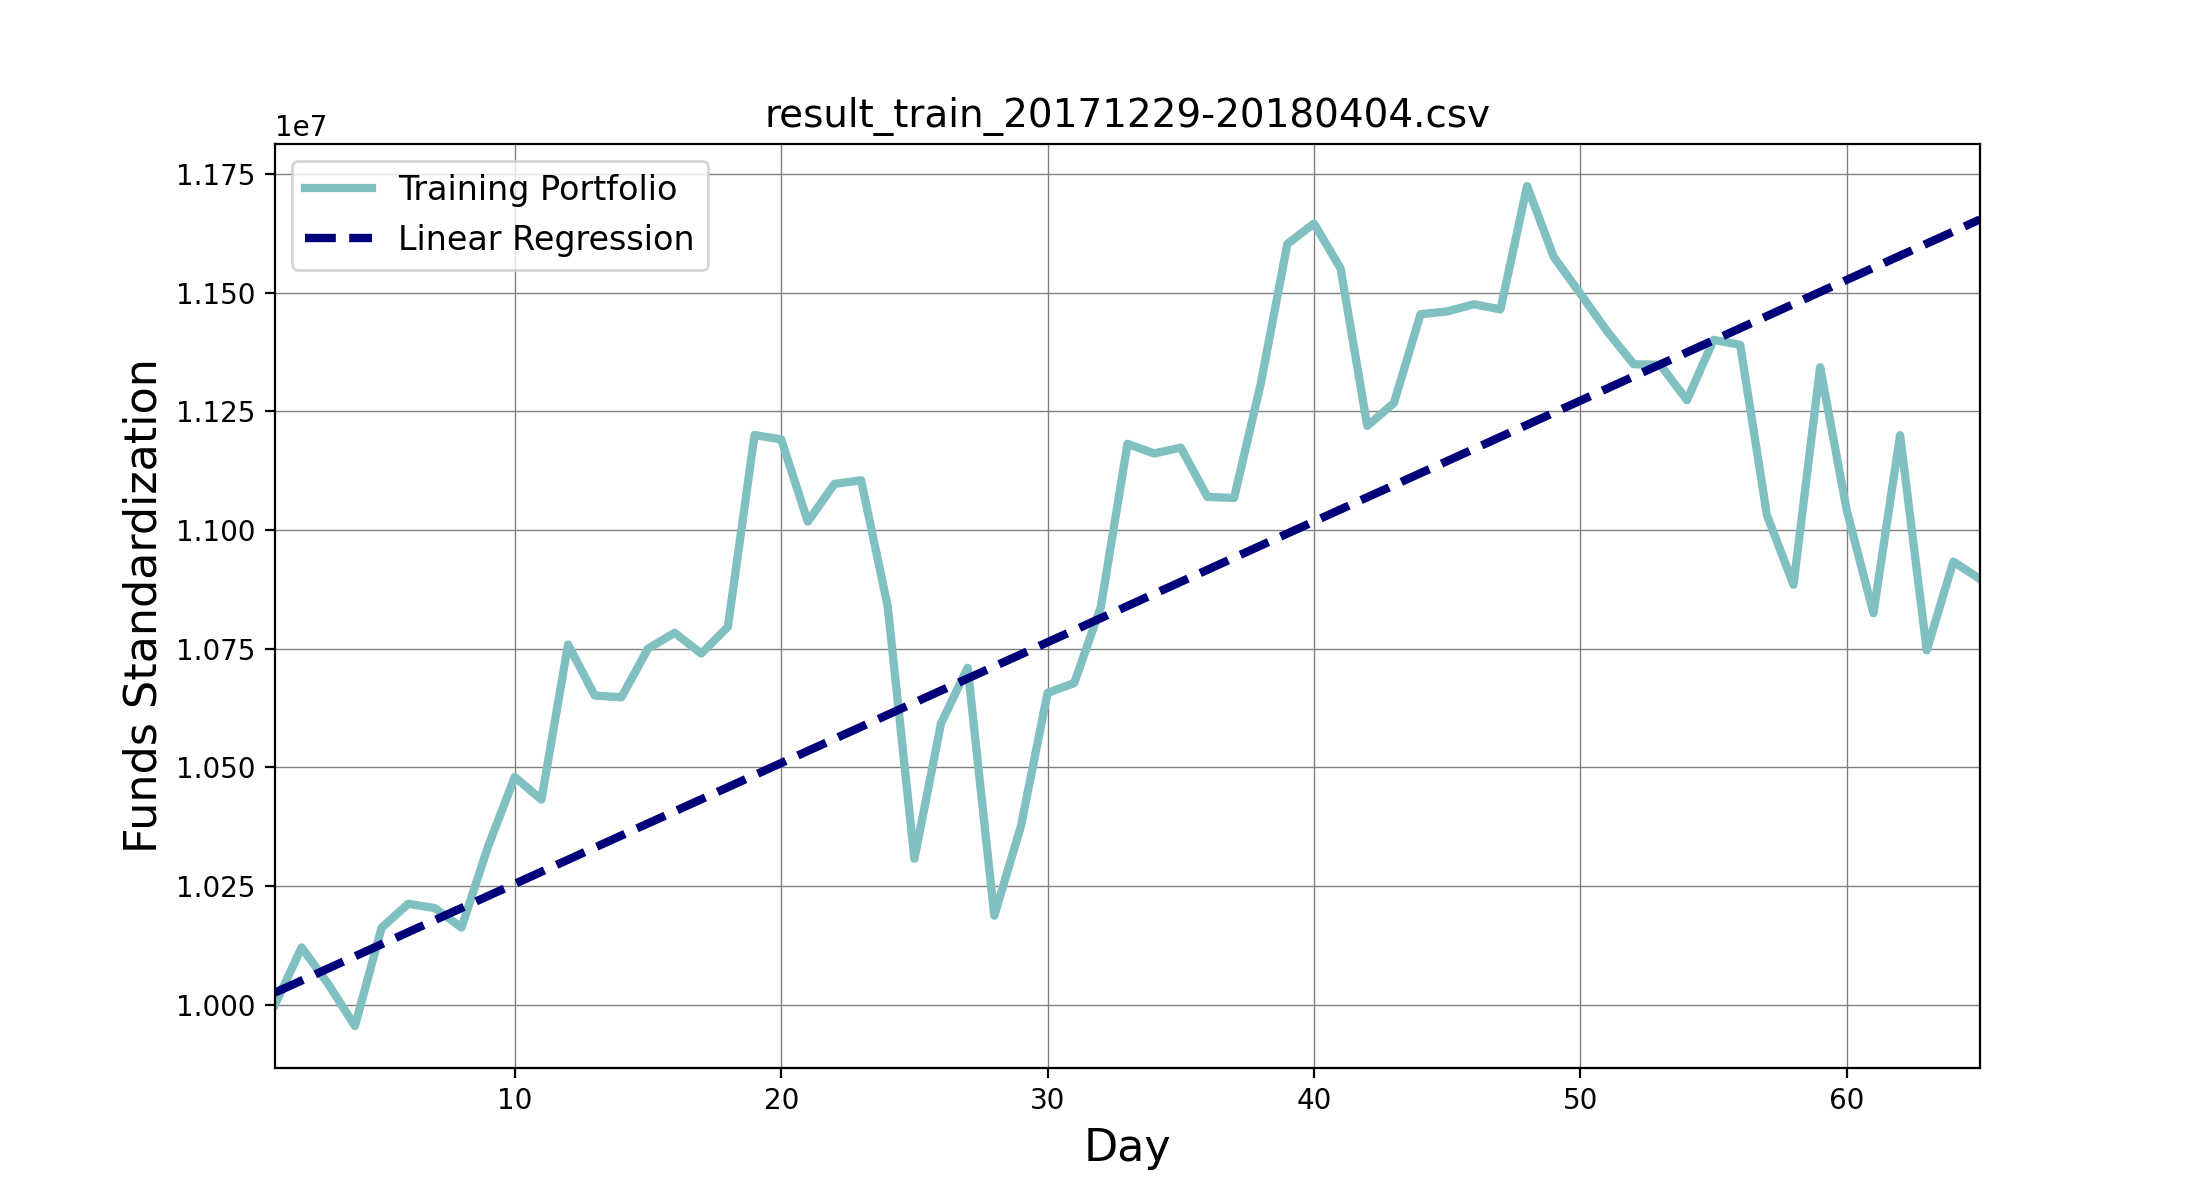 result_train_20171229-20180404.csv
1e7
Training Portfolio
Linear Regression
1.175
1.150
1.125
1.100
1.075
1.050
1.025
1.000
Funds Standardization
10 20 30 40 50 60
Day